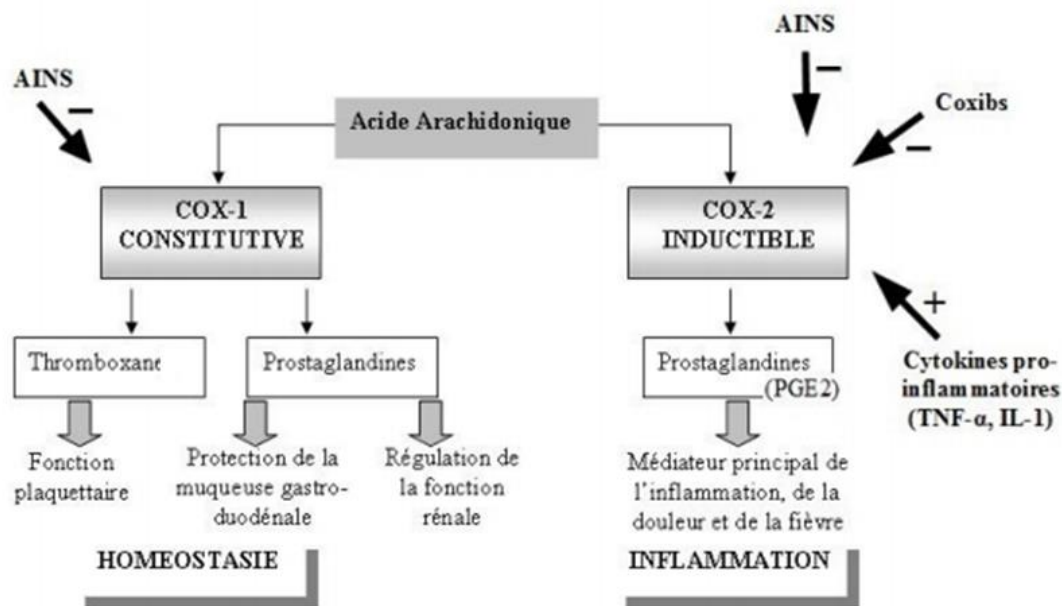 AINS
–
AINS
–
Coxibs
–
Acide Arachidonique
COX-1
CONSTITUTIVE
COX-2
INDUCTIBLE
+
Cytokines pro-
inflammatoires
(TNF-α, IL-1)
Thromboxane
Prostaglandines
Prostaglandines
(PGE2)
Fonction
plaquettaire
Protection de la
muqueuse gastro-
duodénale
Régulation de
la fonction
rénale
Médiateur principal de
l'inflammation, de la
douleur et de la fièvre
HOMEOSTASIE
INFLAMMATION